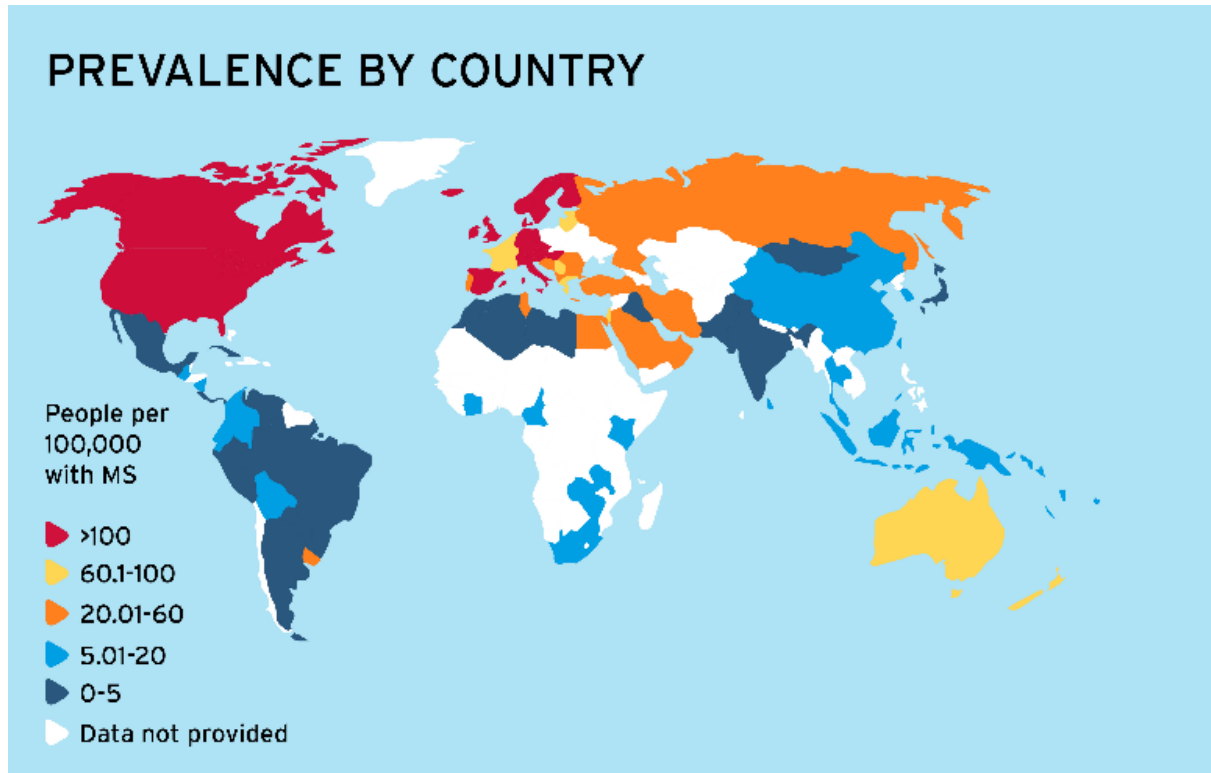 PREVALENCE BY COUNTRY
People per
100,000
with MS
>100
60.1-100
20.01-60
5.01-20
0-5
Data not provided